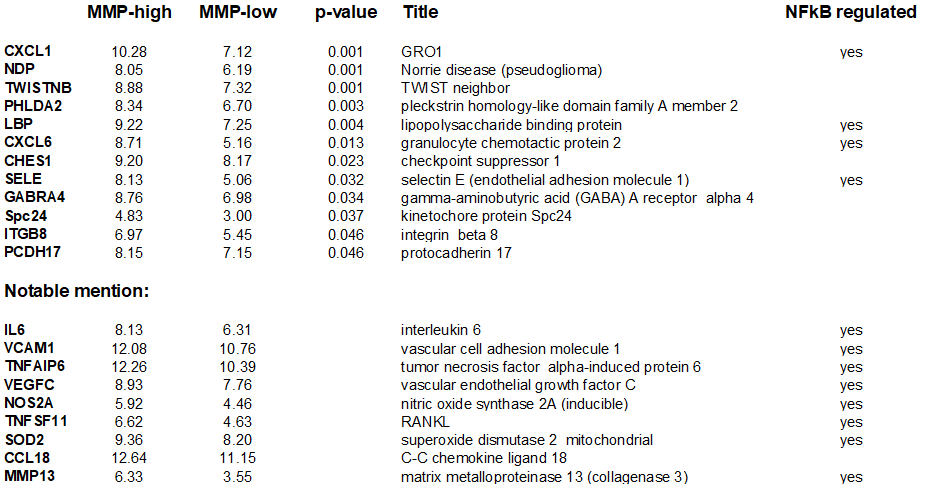 MMP-high MMP-low p-value Title NFkB regulated
CXCL1 10.28 7.12 0.001 GRO1 yes
NDP 8.05 6.19 0.001 Norrie disease (pseudoglioma)
TWISTNB 8.88 7.32 0.001 TWIST neighbor
PHLDA2 8.34 6.70 0.003 pleckstrin homology-like domain family A member 2
LBP 9.22 7.25 0.004 lipopolysaccharide binding protein yes
CXCL6 8.71 5.16 0.013 granulocyte chemotactic protein 2 yes
CHES1 9.20 8.17 0.023 checkpoint suppressor 1
SELE 8.13 5.06 0.032 selectin E (endothelial adhesion molecule 1) yes
GABRA4 8.76 6.98 0.034 gamma-aminobutyric acid (GABA) A receptor alpha 4
Spc24 4.83 3.00 0.037 kinetochore protein Spc24
ITGB8 6.97 5.45 0.046 integrin beta 8
PCDH17 8.15 7.15 0.046 protocadherin 17
Notable mention:
IL6 8.13 6.31 interleukin 6 yes
VCAM1 12.08 10.76 vascular cell adhesion molecule 1 yes
TNFAIP6 12.26 10.39 tumor necrosis factor alpha-induced protein 6 yes
VEGFC 8.93 7.76 vascular endothelial growth factor C yes
NOS2A 5.92 4.46 nitric oxide synthase 2A (inducible) yes
TNFSF11 6.62 4.63 RANKL yes
SOD2 9.36 8.20 superoxide dismutase 2 mitochondrial yes
CCL18 12.64 11.15 C-C chemokine ligand 18
MMP13 6.33 3.55 matrix metalloproteinase 13 (collagenase 3) yes